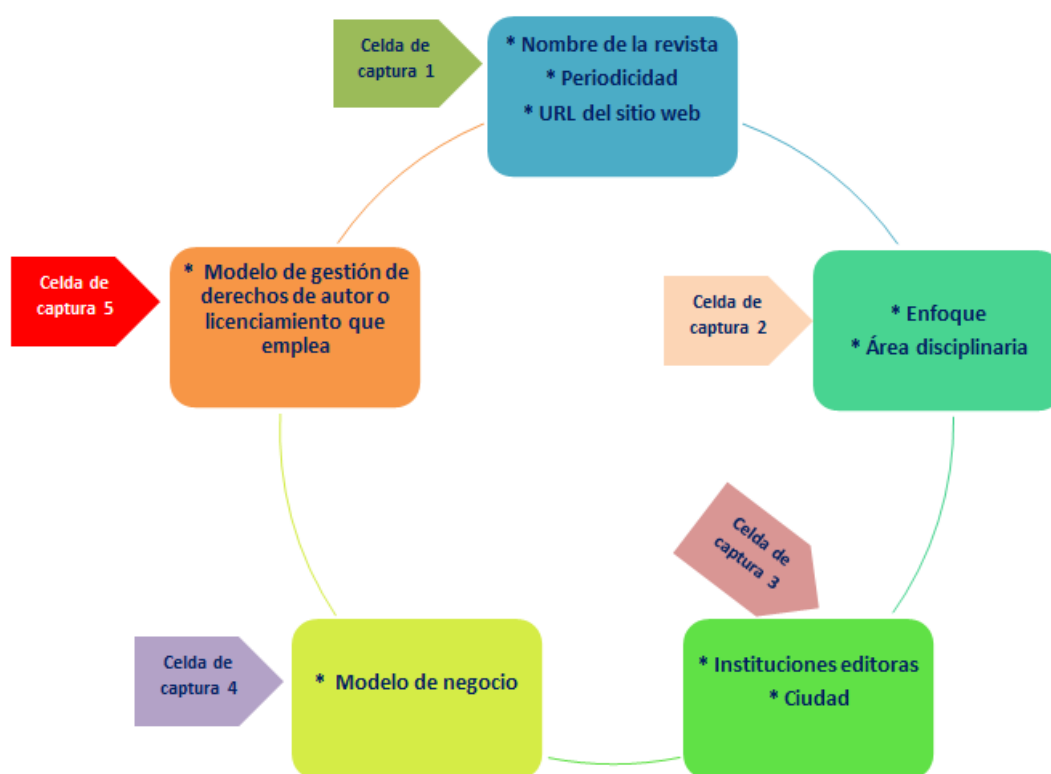 Celda de
captura 1
* Nombre de la revista
* Periodicidad
* URL del sitio web
Celda de
captura 2
* Enfoque
* Área disciplinaria
Celda de
captura 3
* Instituciones editoras
* Ciudad
Celda de
captura 4
* Modelo de negocio
Celda de
captura 5
* Modelo de gestión de
derechos de autor o
licenciamiento que
emplea